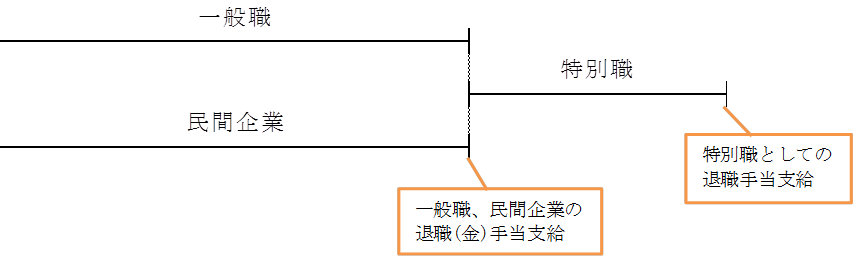 一般職
特別職
民間企業
特別職としての
退職手当支給
一般職、民間企業の
退職(金)手当支給